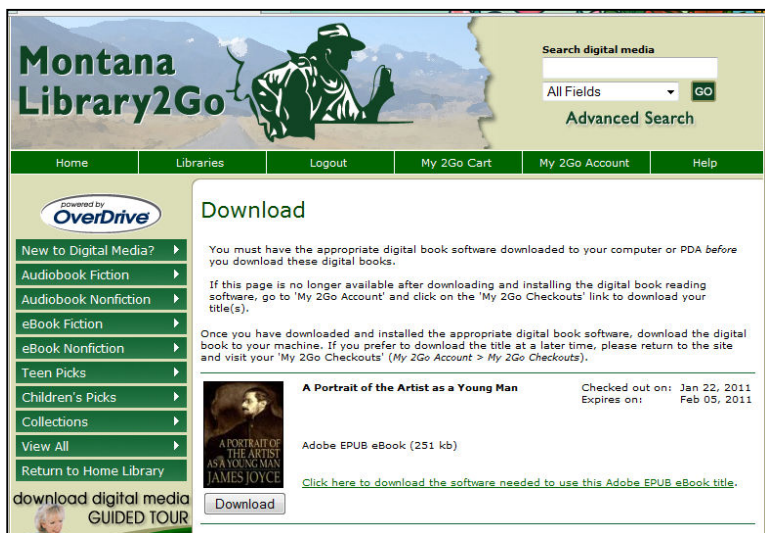 Montana
Library2Go
Search digital media
All Fields
GO
Advanced Search
Home
Libraries
Logout
My 2Go Cart
My 2Go Account
Help
powered by
OverDrive
New to Digital Media?
Audiobook Fiction
Audiobook Nonfiction
eBook Fiction
eBook Nonfiction
Teen Picks
Children's Picks
Collections
View All
Return to Home Library
download digital media
GUIDED TOUR
Download
You must have the appropriate digital book software downloaded to your computer or PDA before
you download these digital books.
If this page is no longer available after downloading and installing the digital book reading
software, go to 'My 2Go Account' and click on the 'My 2Go Checkouts' link to download your
title(s).
Once you have downloaded and installed the appropriate digital book software, download the digital
book to your machine. If you prefer to download the title at a later time, please return to the site
and visit your 'My 2Go Checkouts' (My 2Go Account > My 2Go Checkouts).
A PORTRAIT OF
THE ARTIST
AS A YOUNG MAN
JAMES JOYCE
A Portrait of the Artist as a Young Man
Checked out on: Jan 22, 2011
Expires on: Feb 05, 2011
Adobe EPUB eBook (251 kb)
Click here to download the software needed to use this Adobe EPUB eBook title.
Download